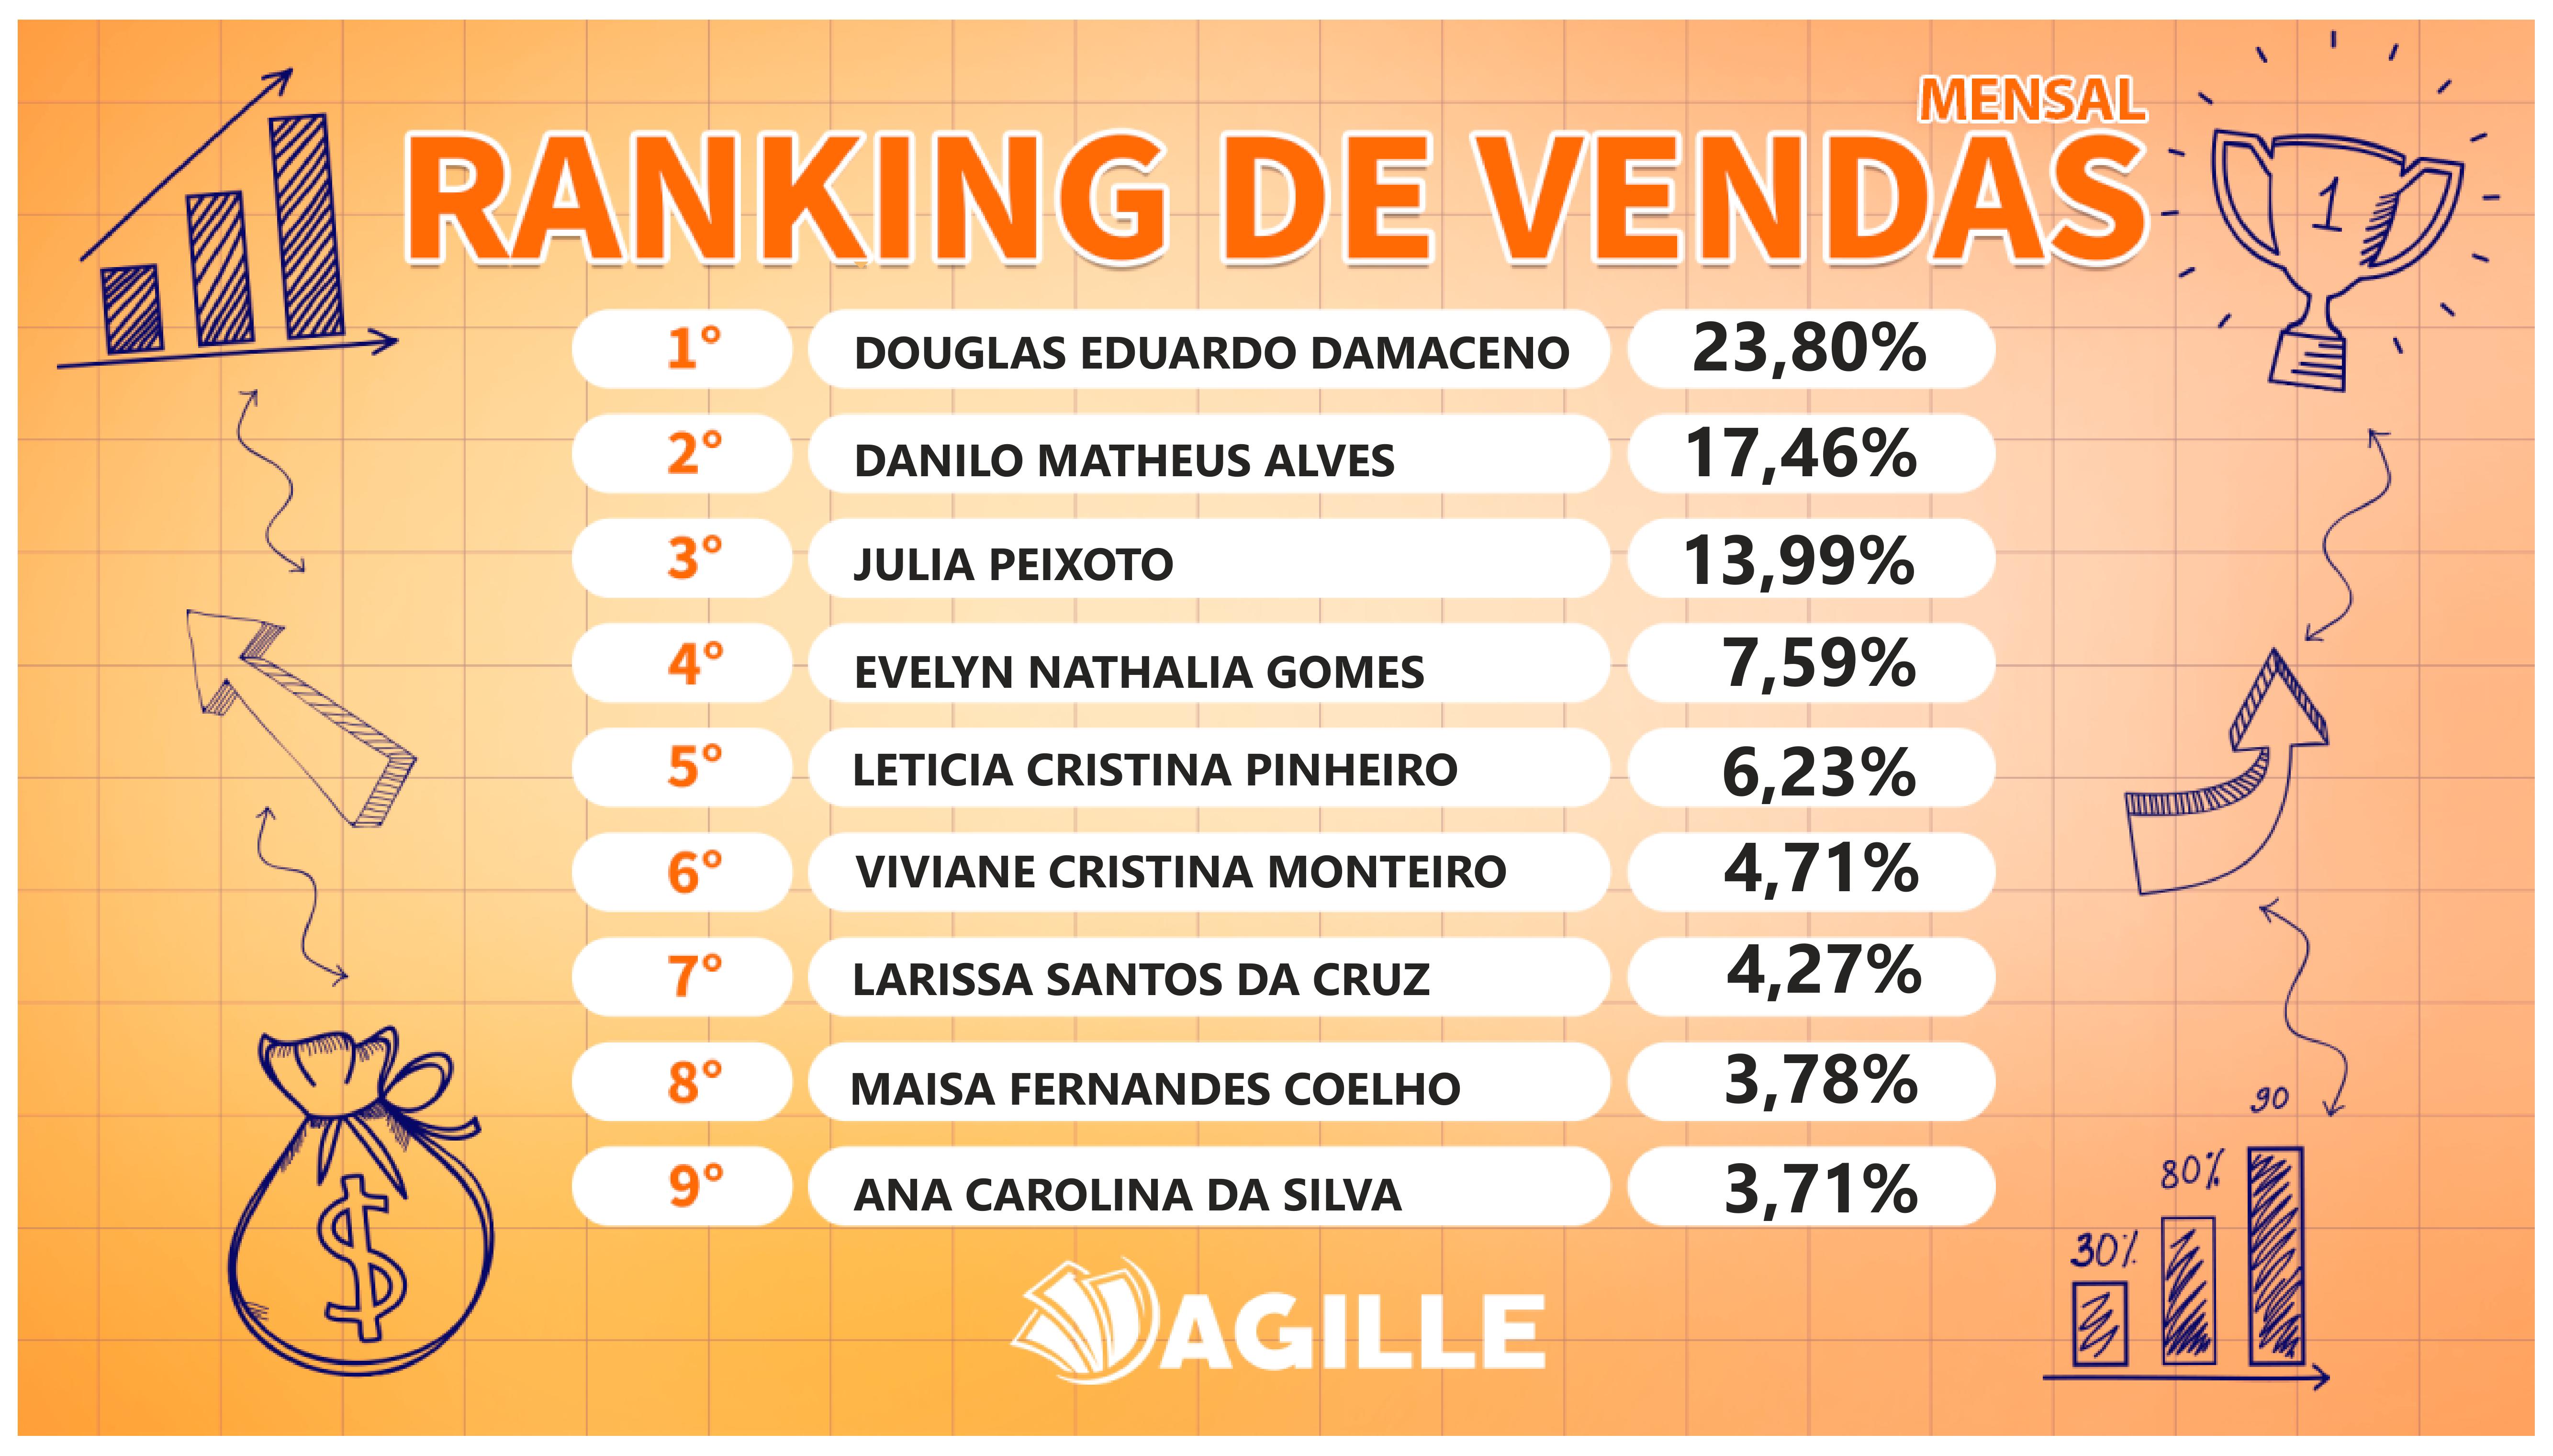 MENSAL
RANKING DE VENDAS
1
1° DOUGLAS EDUARDO DAMACENO 23,80%
2° DANILO MATHEUS ALVES 17,46%
3° JULIA PEIXOTO 13,99%
4° EVELYN NATHALIA GOMES 7,59%
5° LETICIA CRISTINA PINHEIRO 6,23%
6° VIVIANE CRISTINA MONTEIRO 4,71%
7° LARISSA SANTOS DA CRUZ 4,27%
8° MAISA FERNANDES COELHO 3,78%
9° ANA CAROLINA DA SILVA 3,71%
$
90
80%
30%
AGILLE